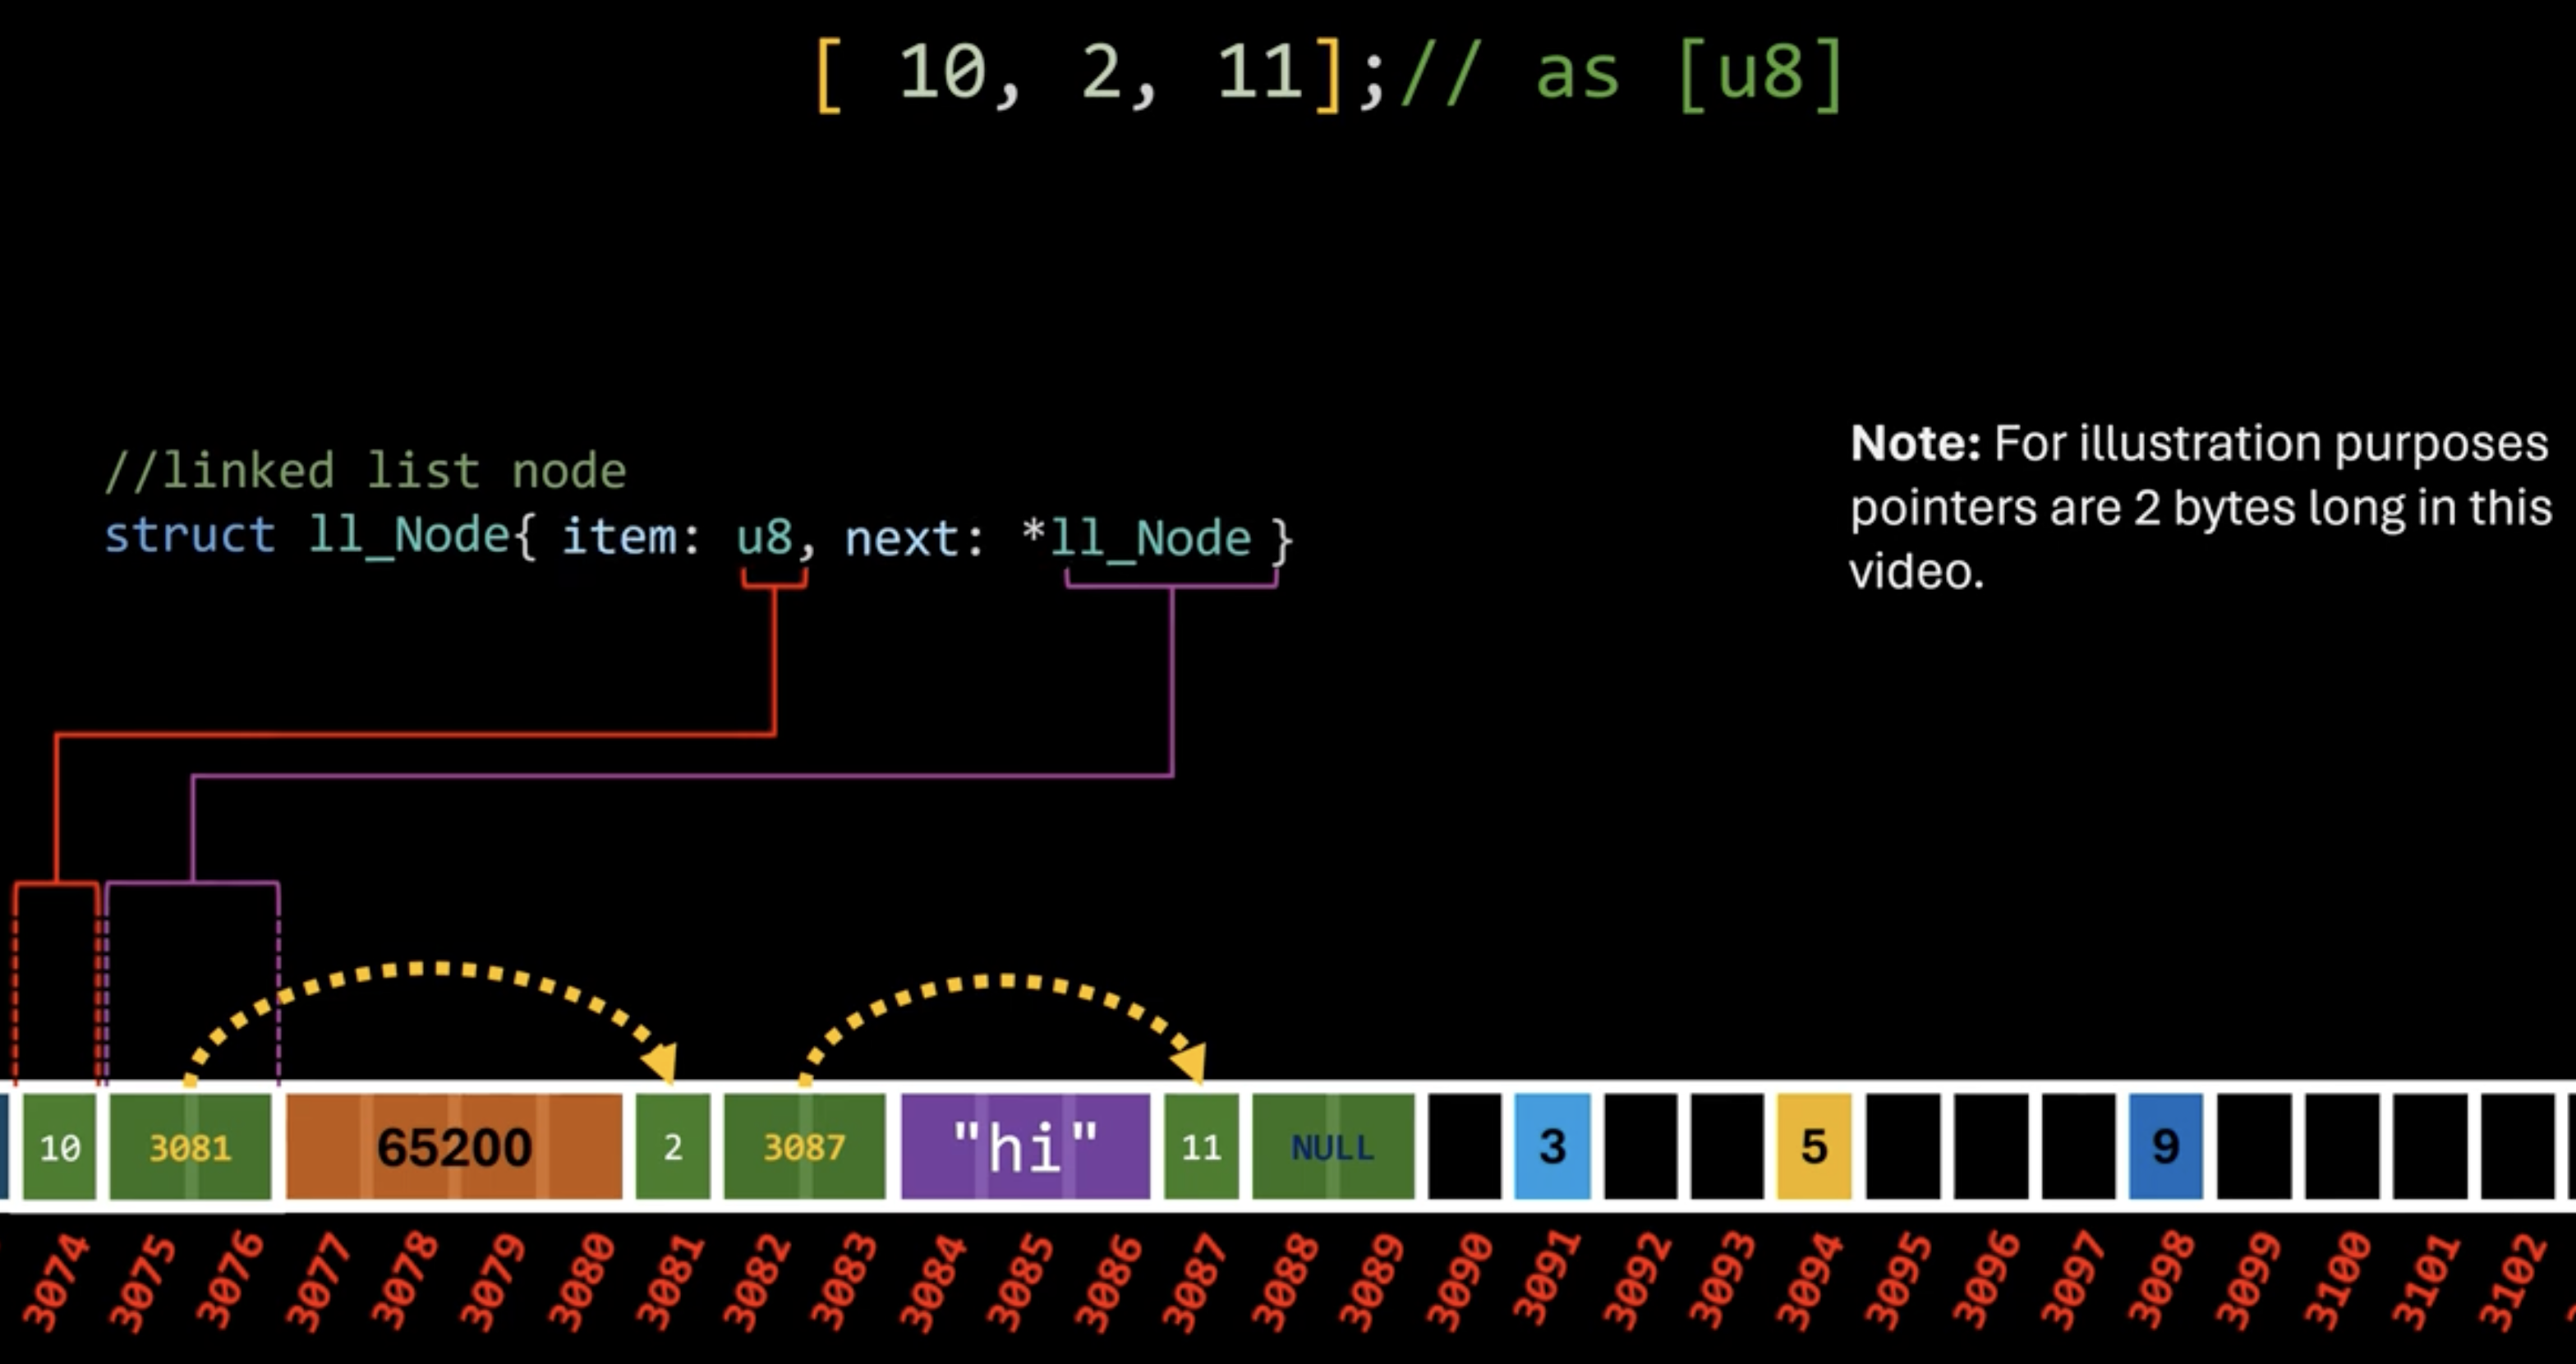 [ 10, 2, 11];// as [u8]
//linked list node
struct ll_Node{ item: u8, next: *ll_Node }
Note: For illustration purposes
pointers are 2 bytes long in this
video.
10 3081 65200 2 3087 "hi" 11 NULL 3 5 9
3074 3075 3076 3077 3078 3079 3080 3081 3082 3083 3084 3085 3086 3087 3088 3089 3090 3091 3092 3093 3094 3095 3096 3097 3098 3099 3100 3101 3102